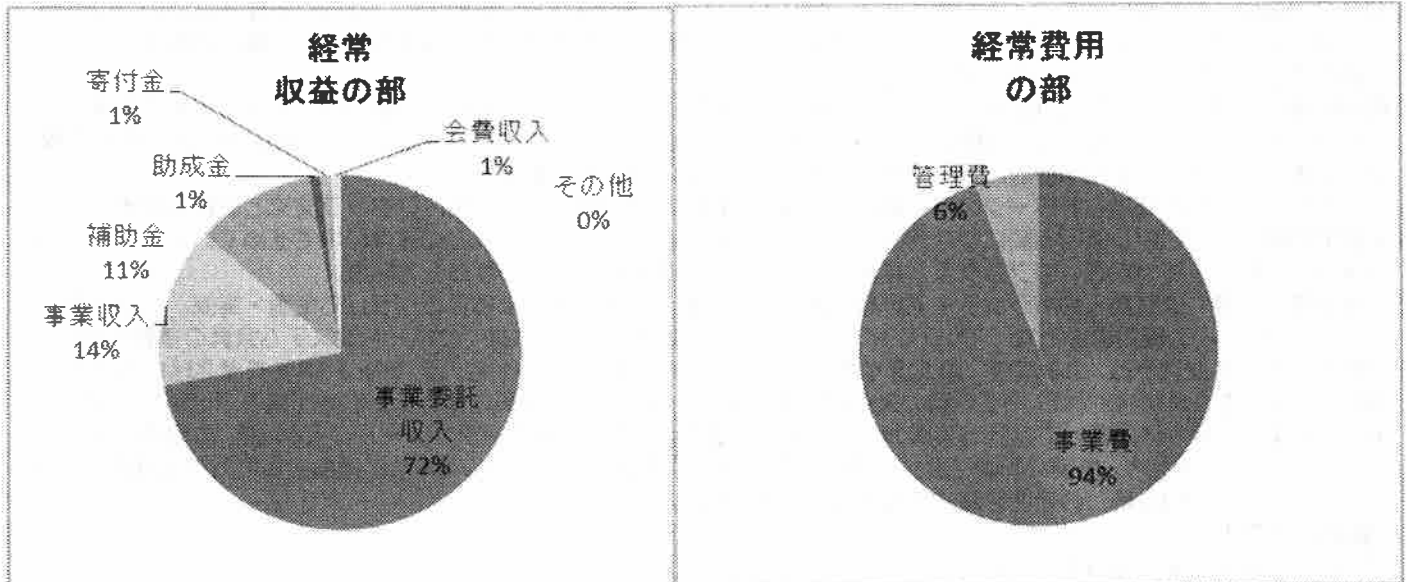 経常
収益の部
寄付金
1%
会費収入
1%
助成金
1%
その他
0%
補助金
11%
事業収入
14%
事業委託
収入
72%
経常費用
の部
管理費
6%
事業費
94%